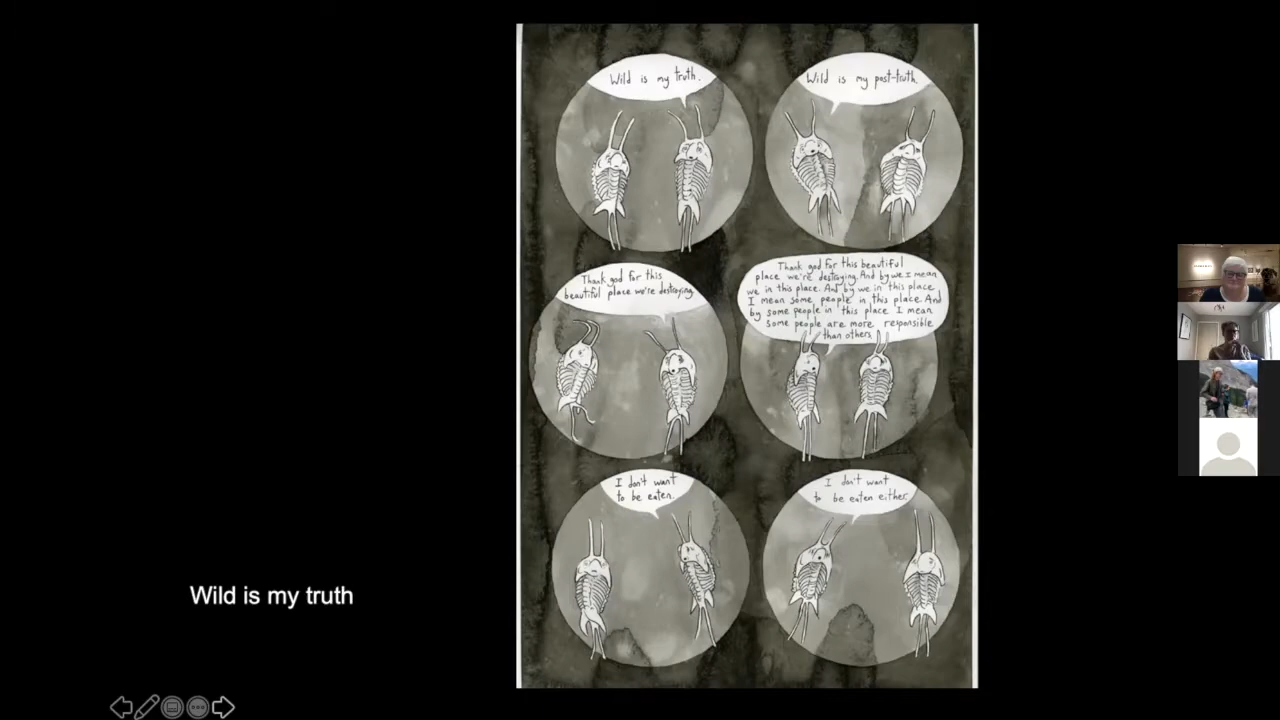 Wild is my truth.
Wild is my post-truth.
Thank god for this
beautiful place we're destroying.
Thank god for this beautiful
place we're destroying. And by we I mean
we in this place. And by we in this place
I mean some people in this place. And
by some people in this place I mean
some people are more responsible
than others.
I don't want
to be eaten.
I don't want
to be eaten either.
Wild is my truth